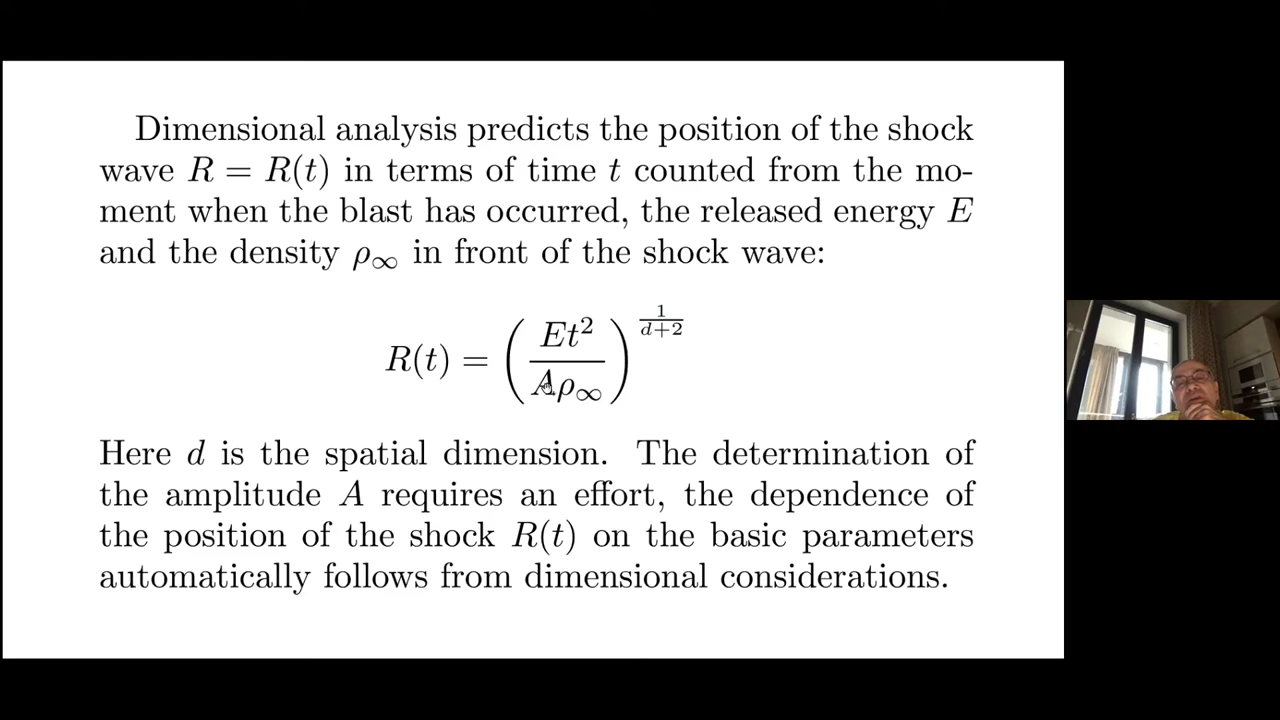 Dimensional analysis predicts the position of the shock
wave R = R(t) in terms of time t counted from the mo-
ment when the blast has occurred, the released energy E
and the density ρ∞ in front of the shock wave:
R(t) = (Et²/Aρ∞)^(1/(d+2))
Here d is the spatial dimension. The determination of
the amplitude A requires an effort, the dependence of
the position of the shock R(t) on the basic parameters
automatically follows from dimensional considerations.